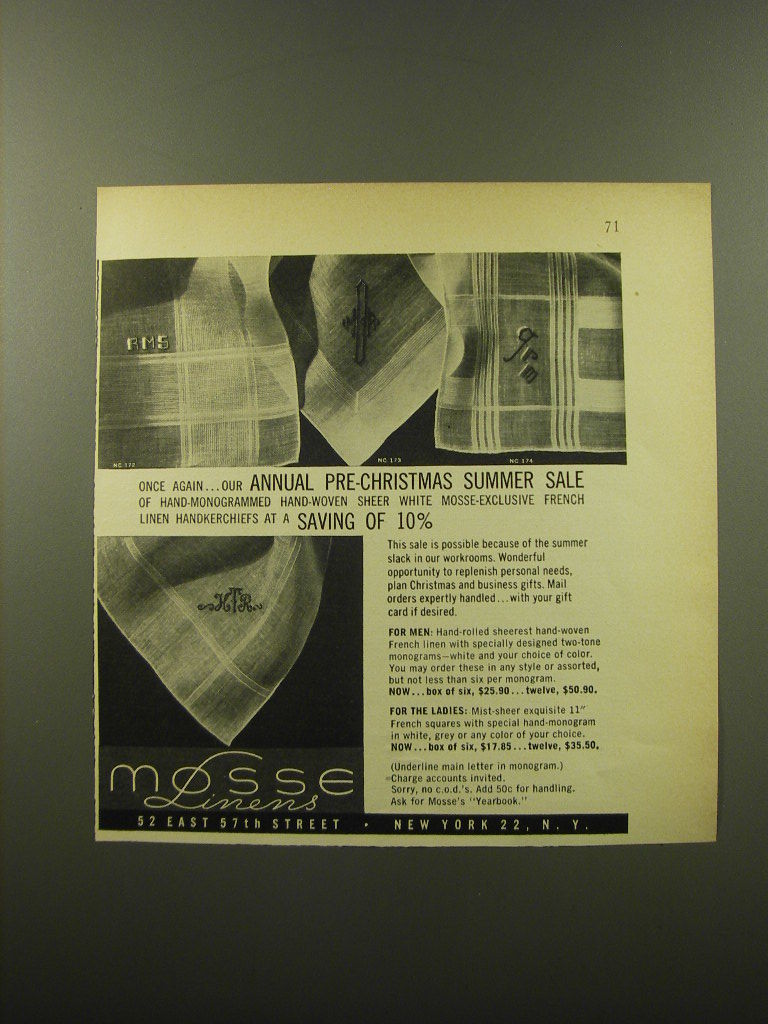 71
RMS
grm
NC 172
NC 173
NC 174
ONCE AGAIN...OUR ANNUAL PRE-CHRISTMAS SUMMER SALE
OF HAND-MONOGRAMMED HAND-WOVEN SHEER WHITE MOSSE-EXCLUSIVE FRENCH
LINEN HANDKERCHIEFS AT A SAVING OF 10%
HTR
This sale is possible because of the summer
slack in our workrooms. Wonderful
opportunity to replenish personal needs,
plan Christmas and business gifts. Mail
orders expertly handled...with your gift
card if desired.
FOR MEN: Hand-rolled sheerest hand-woven
French linen with specially designed two-tone
monograms—white and your choice of color.
You may order these in any style or assorted,
but not less than six per monogram.
NOW...box of six, $25.90...twelve, $50.90.
FOR THE LADIES: Mist-sheer exquisite 11"
French squares with special hand-monogram
in white, grey or any color of your choice.
NOW...box of six, $17.85...twelve, $35.50.
(Underline main letter in monogram.)
Charge accounts invited.
Sorry, no c.o.d.'s. Add 50c for handling.
Ask for Mosse's "Yearbook."
mosse
Linens
52 EAST 57th STREET • NEW YORK 22, N. Y.